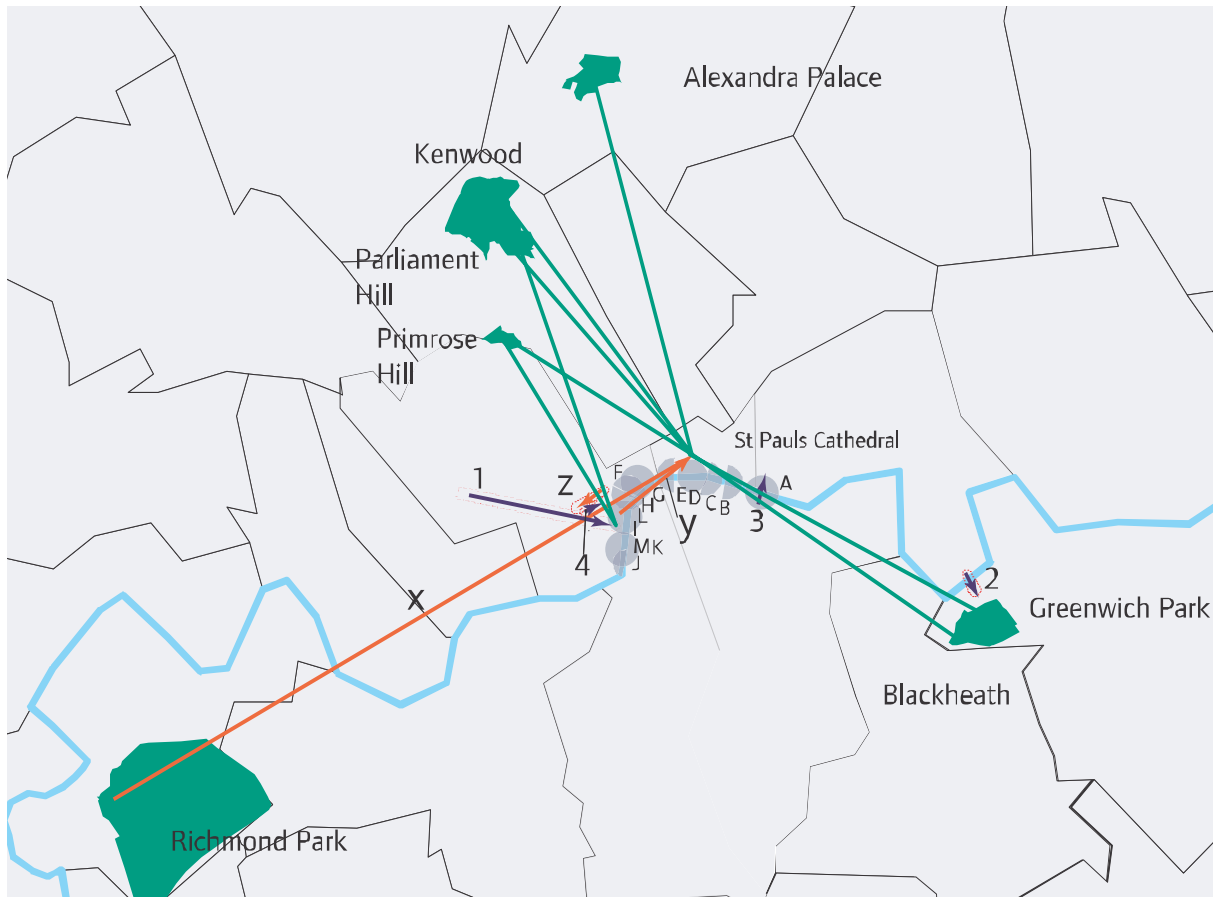 Alexandra Palace
Kenwood
Parliament
Hill
Primrose
Hill
St Pauls Cathedral
1
Z
F
G
E
D
C
B
A
H
L
I
y
3
4
M
K
J
X
2
Greenwich Park
Blackheath
Richmond Park